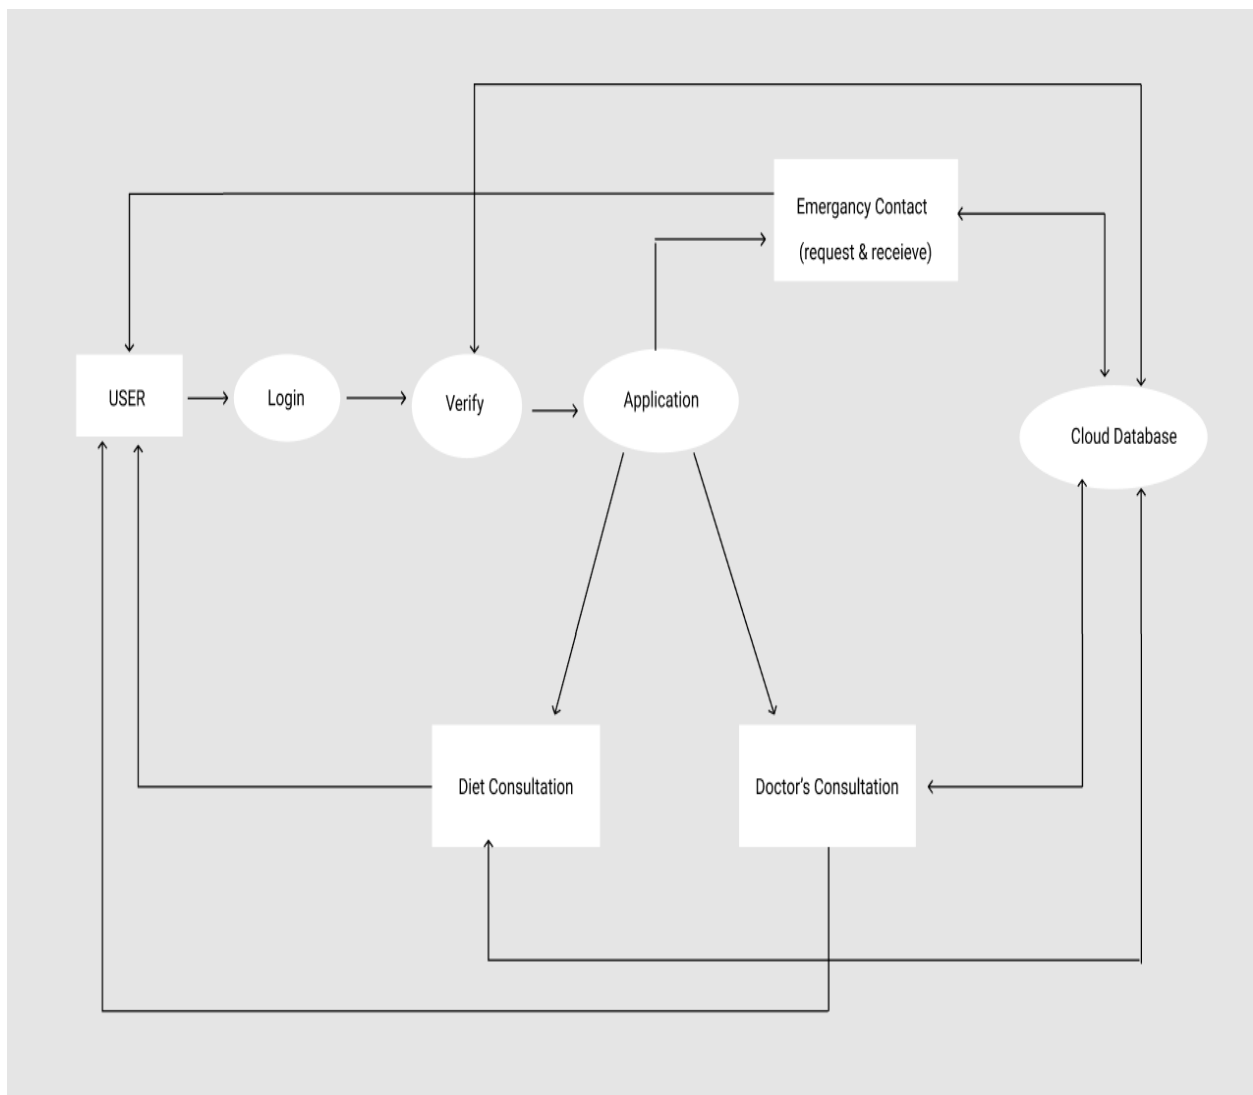 Emergancy Contact
(request & receieve)
USER
Login
Verify
Application
Cloud Database
Diet Consultation
Doctor's Consultation